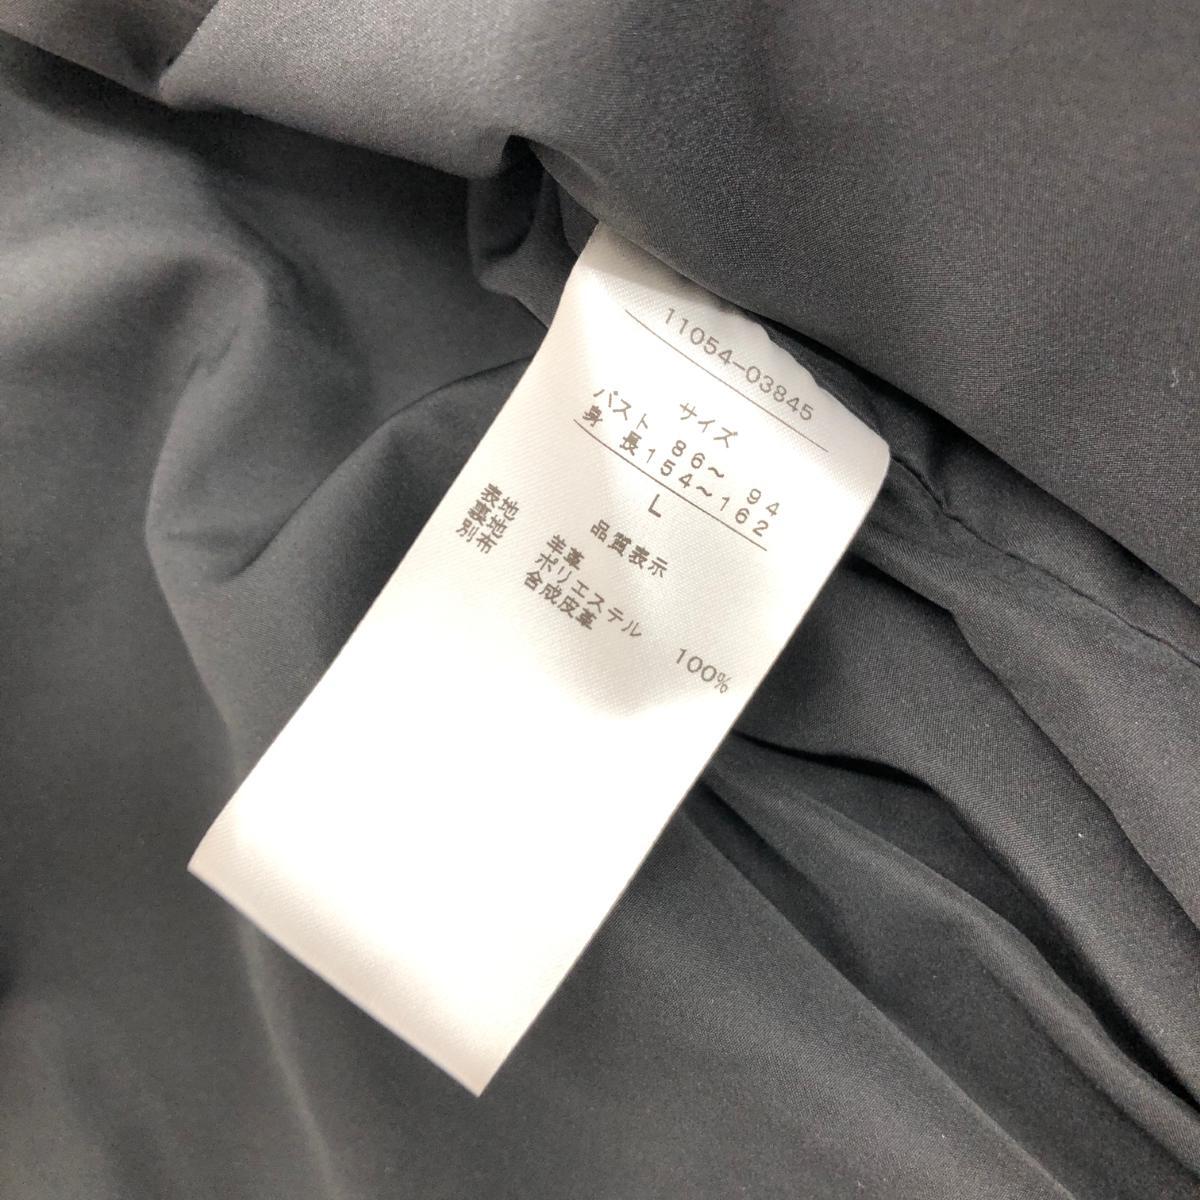 11054-03845
サイズ
バスト 86~ 94
身 長154~162
L
品質表示
表地 羊革
裏地 ポリエステル 100%
別布 合成皮革